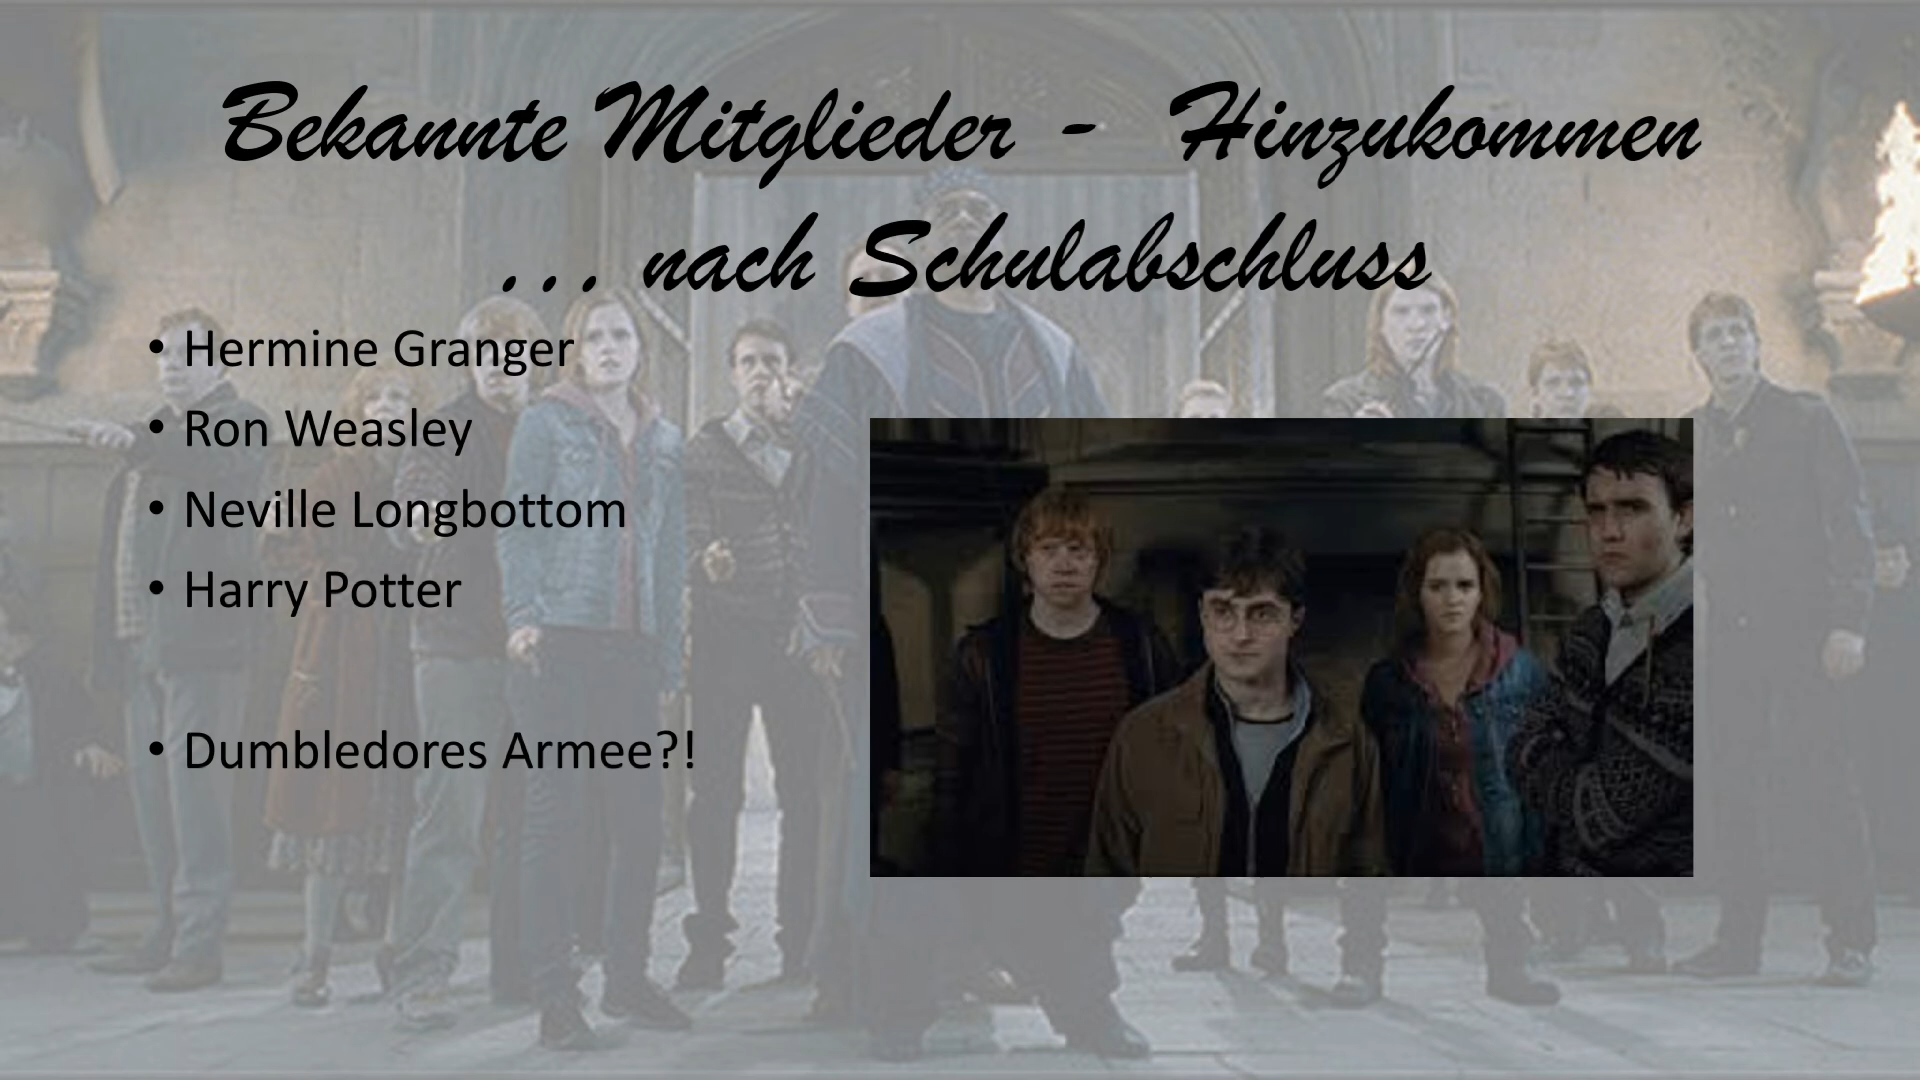 Bekannte Mitglieder - Hinzukommen
... nach Schulabschluss
• Hermine Granger
• Ron Weasley
• Neville Longbottom
• Harry Potter
• Dumbledores Armee?!